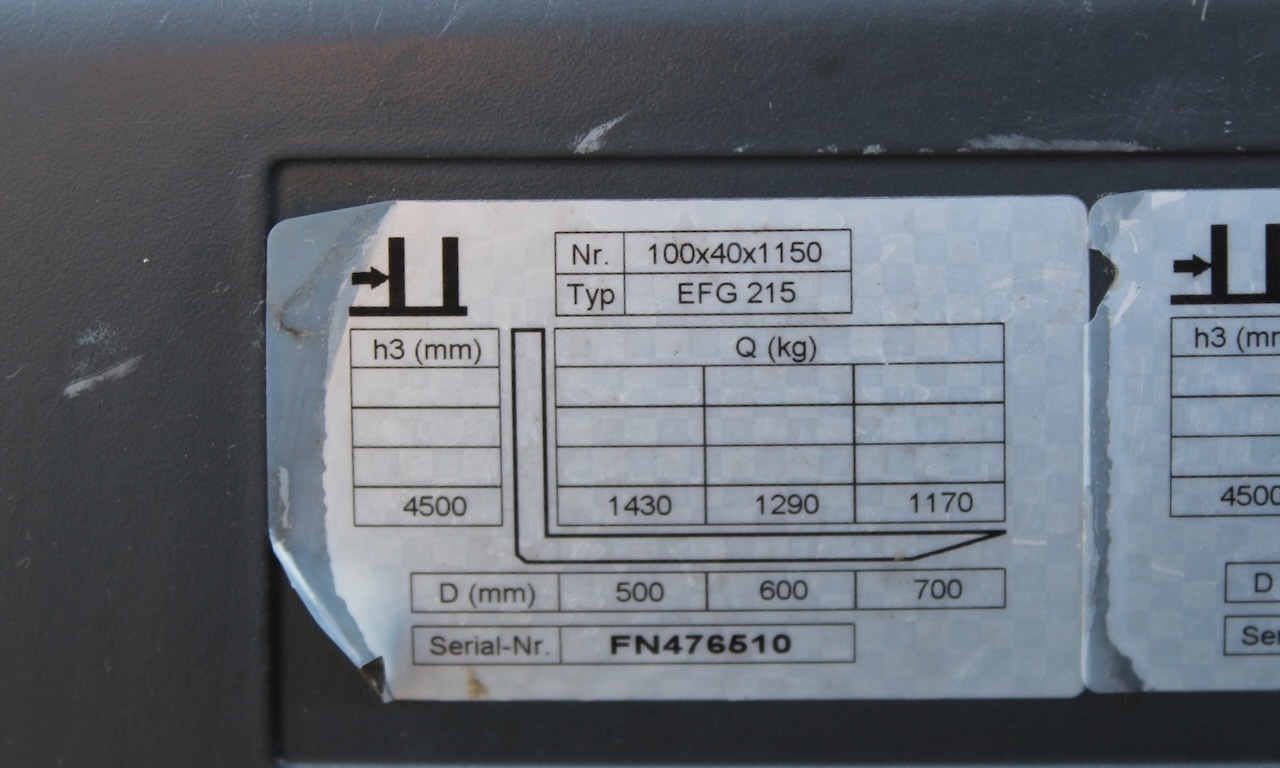 Nr. 100x40x1150
Typ EFG 215
h3 (mm) Q (kg)
4500 1430 1290 1170
D (mm) 500 600 700
Serial-Nr. FN476510
h3 (mm
4500
D
Se